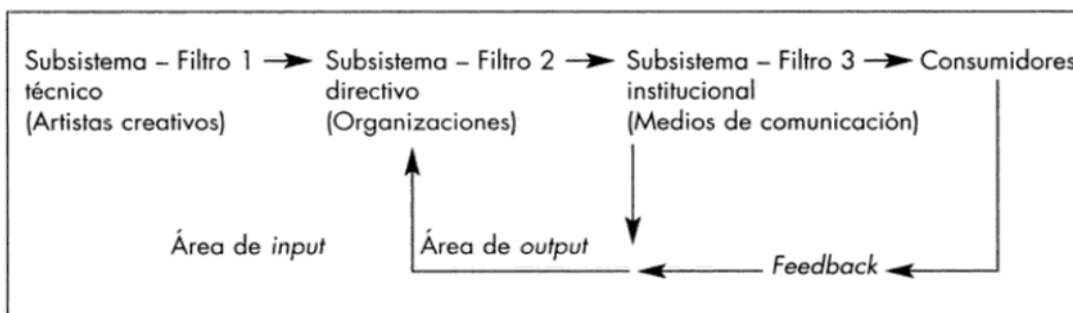 Subsistema – Filtro 1 Subsistema – Filtro 2 Subsistema – Filtro 3 Consumidores
técnico directivo institucional
(Artistas creativos) (Organizaciones) (Medios de comunicación)
Área de input Área de output
Feedback